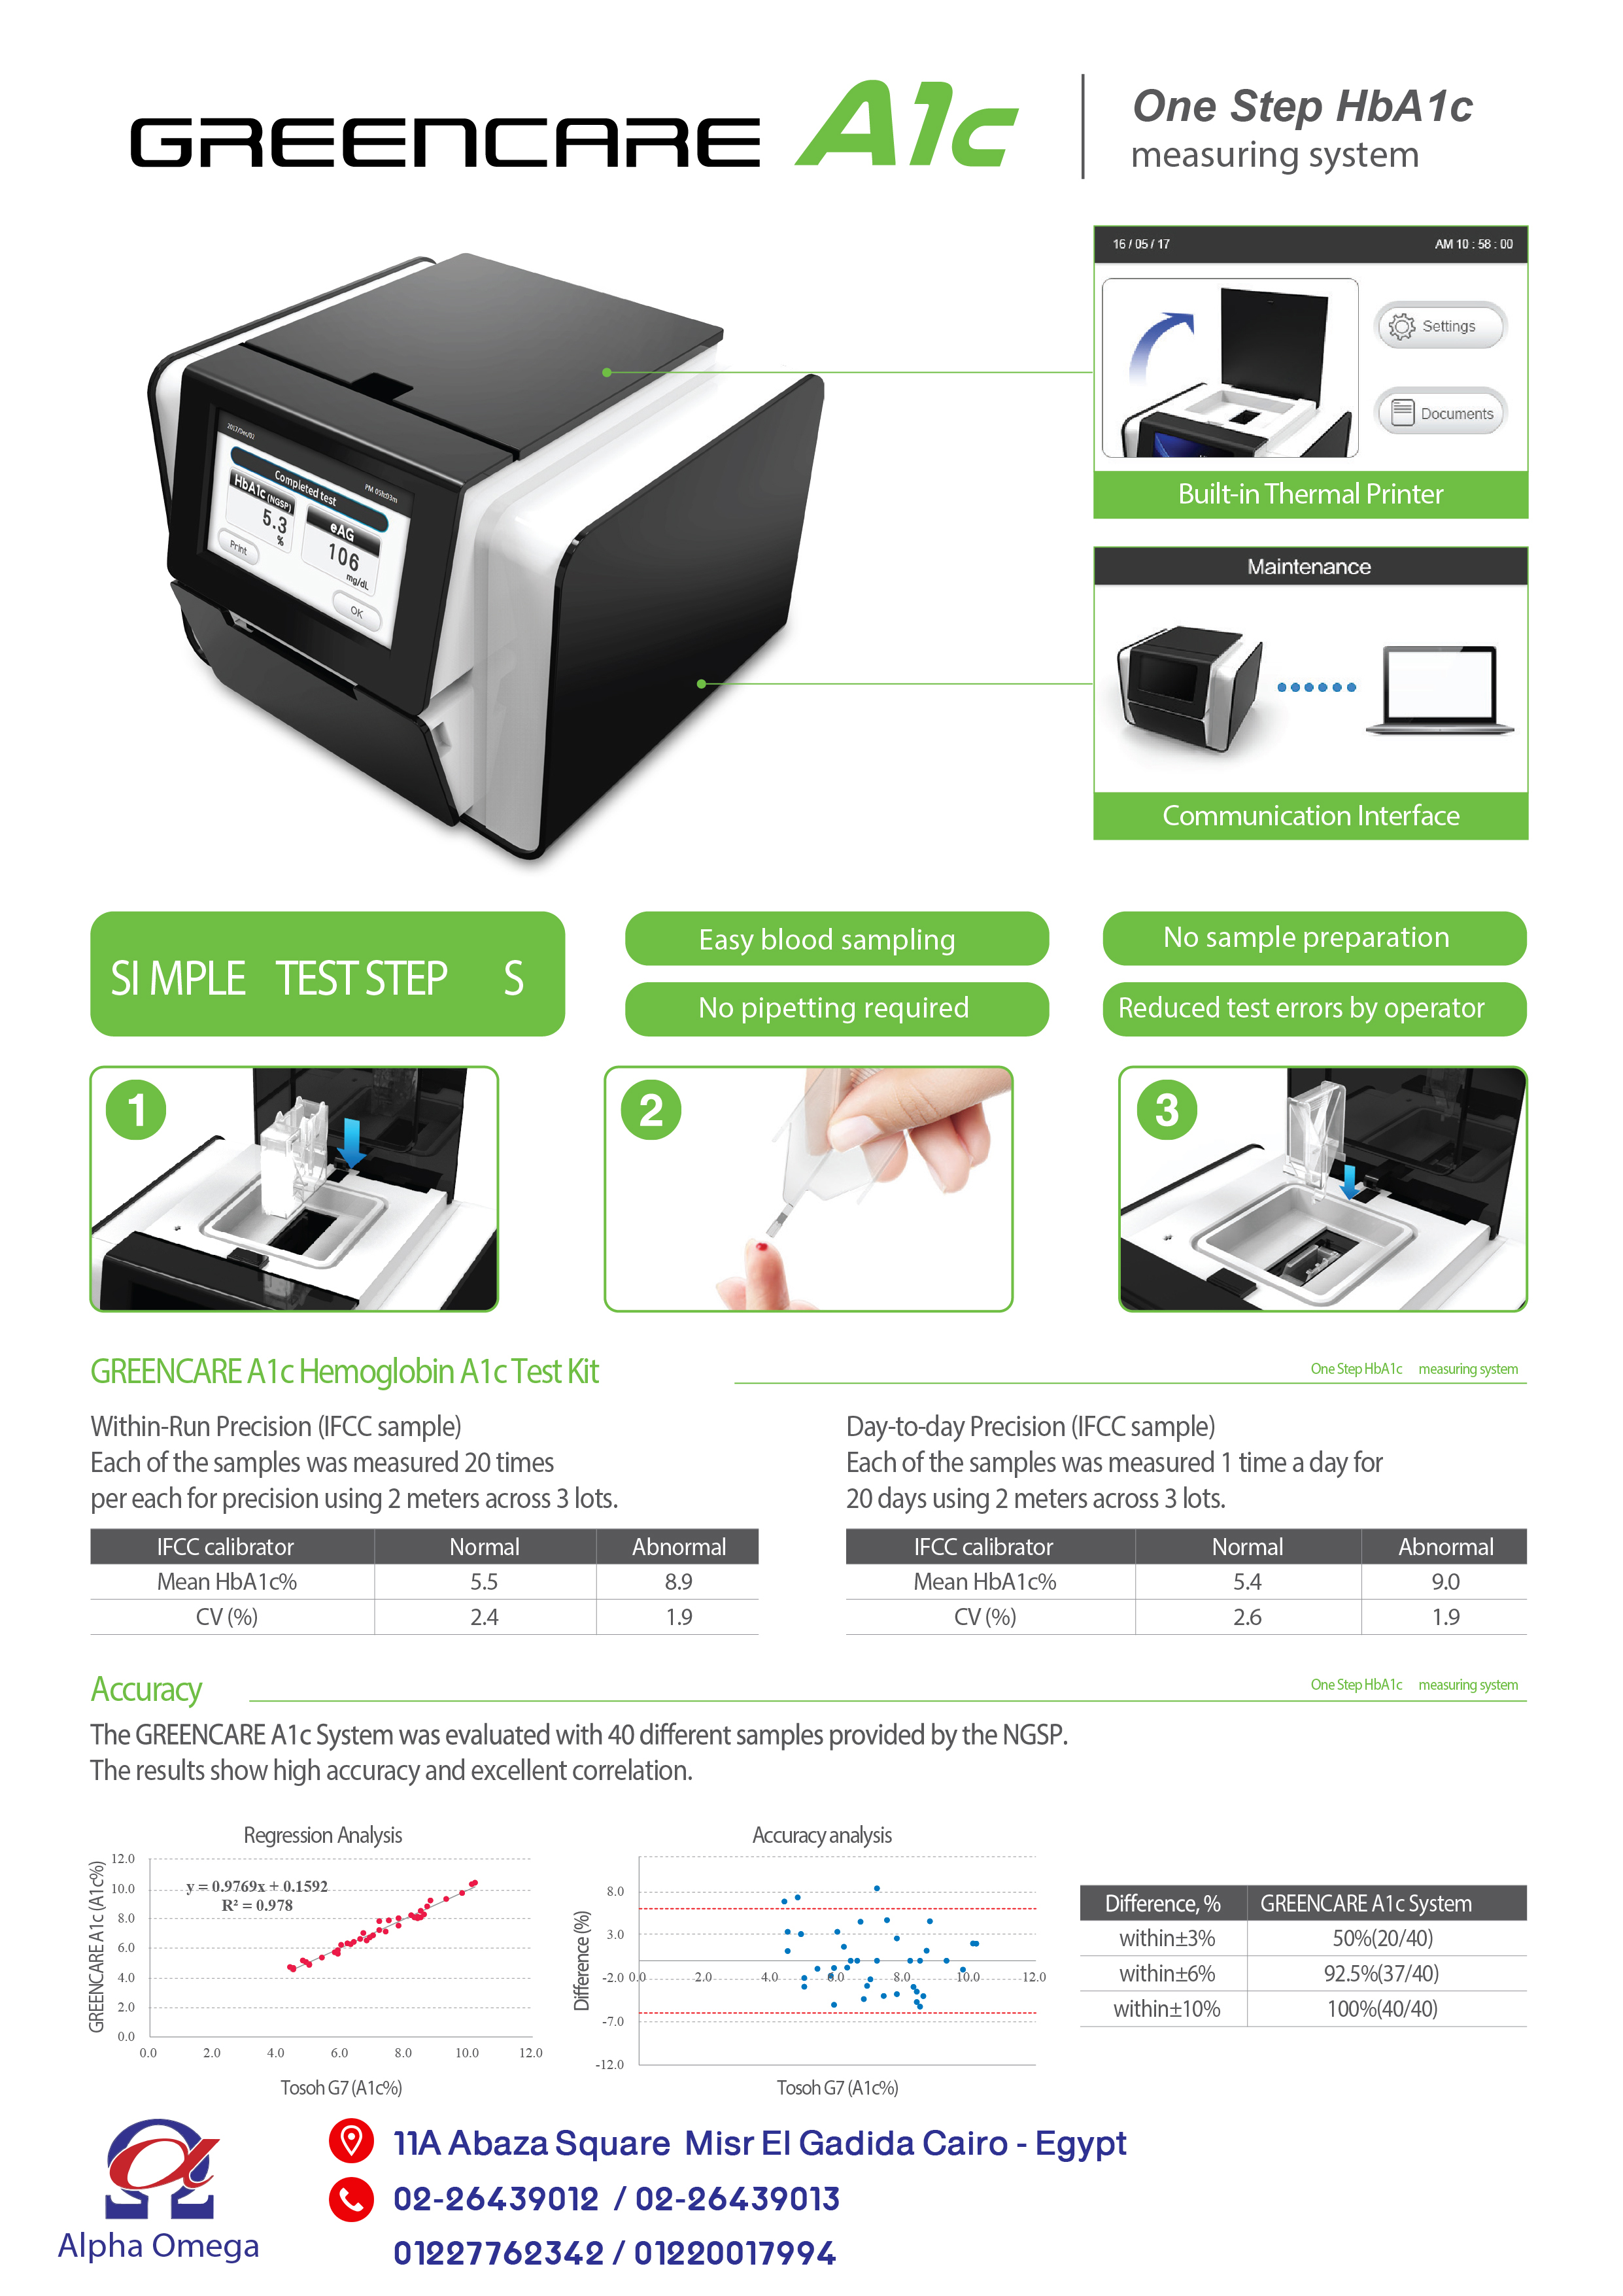 GREENCARE A1c
One Step HbA1c
measuring system
16 / 05 / 17 AM 10 : 58 : 00
Settings
Documents
Built-in Thermal Printer
2017/Dec/03 PM 05h:03m
Completed test
HbA1c (NGSP)
5.3
%
eAG
106
mg/dL
Print
OK
Maintenance
Communication Interface
SI MPLE TEST STEP S
Easy blood sampling
No sample preparation
No pipetting required
Reduced test errors by operator
1
2
3
GREENCARE A1c Hemoglobin A1c Test Kit
One Step HbA1c measuring system
Within-Run Precision (IFCC sample)
Each of the samples was measured 20 times
per each for precision using 2 meters across 3 lots.
IFCC calibrator Normal Abnormal
Mean HbA1c% 5.5 8.9
CV (%) 2.4 1.9
Day-to-day Precision (IFCC sample)
Each of the samples was measured 1 time a day for
20 days using 2 meters across 3 lots.
IFCC calibrator Normal Abnormal
Mean HbA1c% 5.4 9.0
CV (%) 2.6 1.9
Accuracy
One Step HbA1c measuring system
The GREENCARE A1c System was evaluated with 40 different samples provided by the NGSP.
The results show high accuracy and excellent correlation.
Regression Analysis
GREENCARE A1c (A1c%)
12.0
10.0
8.0
6.0
4.0
2.0
0.0
y = 0.9769x + 0.1592
R² = 0.978
0.0 2.0 4.0 6.0 8.0 10.0 12.0
Tosoh G7 (A1c%)
Accuracy analysis
Difference (%)
8.0
3.0
-2.0 0.0 2.0 4.0 6.0 8.0 10.0 12.0
-7.0
-12.0
Tosoh G7 (A1c%)
Difference, % GREENCARE A1c System
within±3% 50%(20/40)
within±6% 92.5%(37/40)
within±10% 100%(40/40)
Alpha Omega
11A Abaza Square Misr El Gadida Cairo - Egypt
02-26439012 / 02-26439013
01227762342 / 01220017994